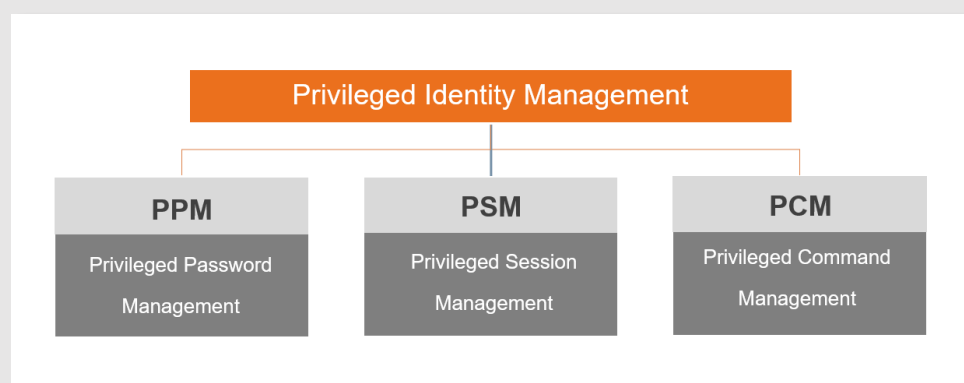 Privileged Identity Management
PPM
Privileged Password
Management
PSM
Privileged Session
Management
PCM
Privileged Command
Management